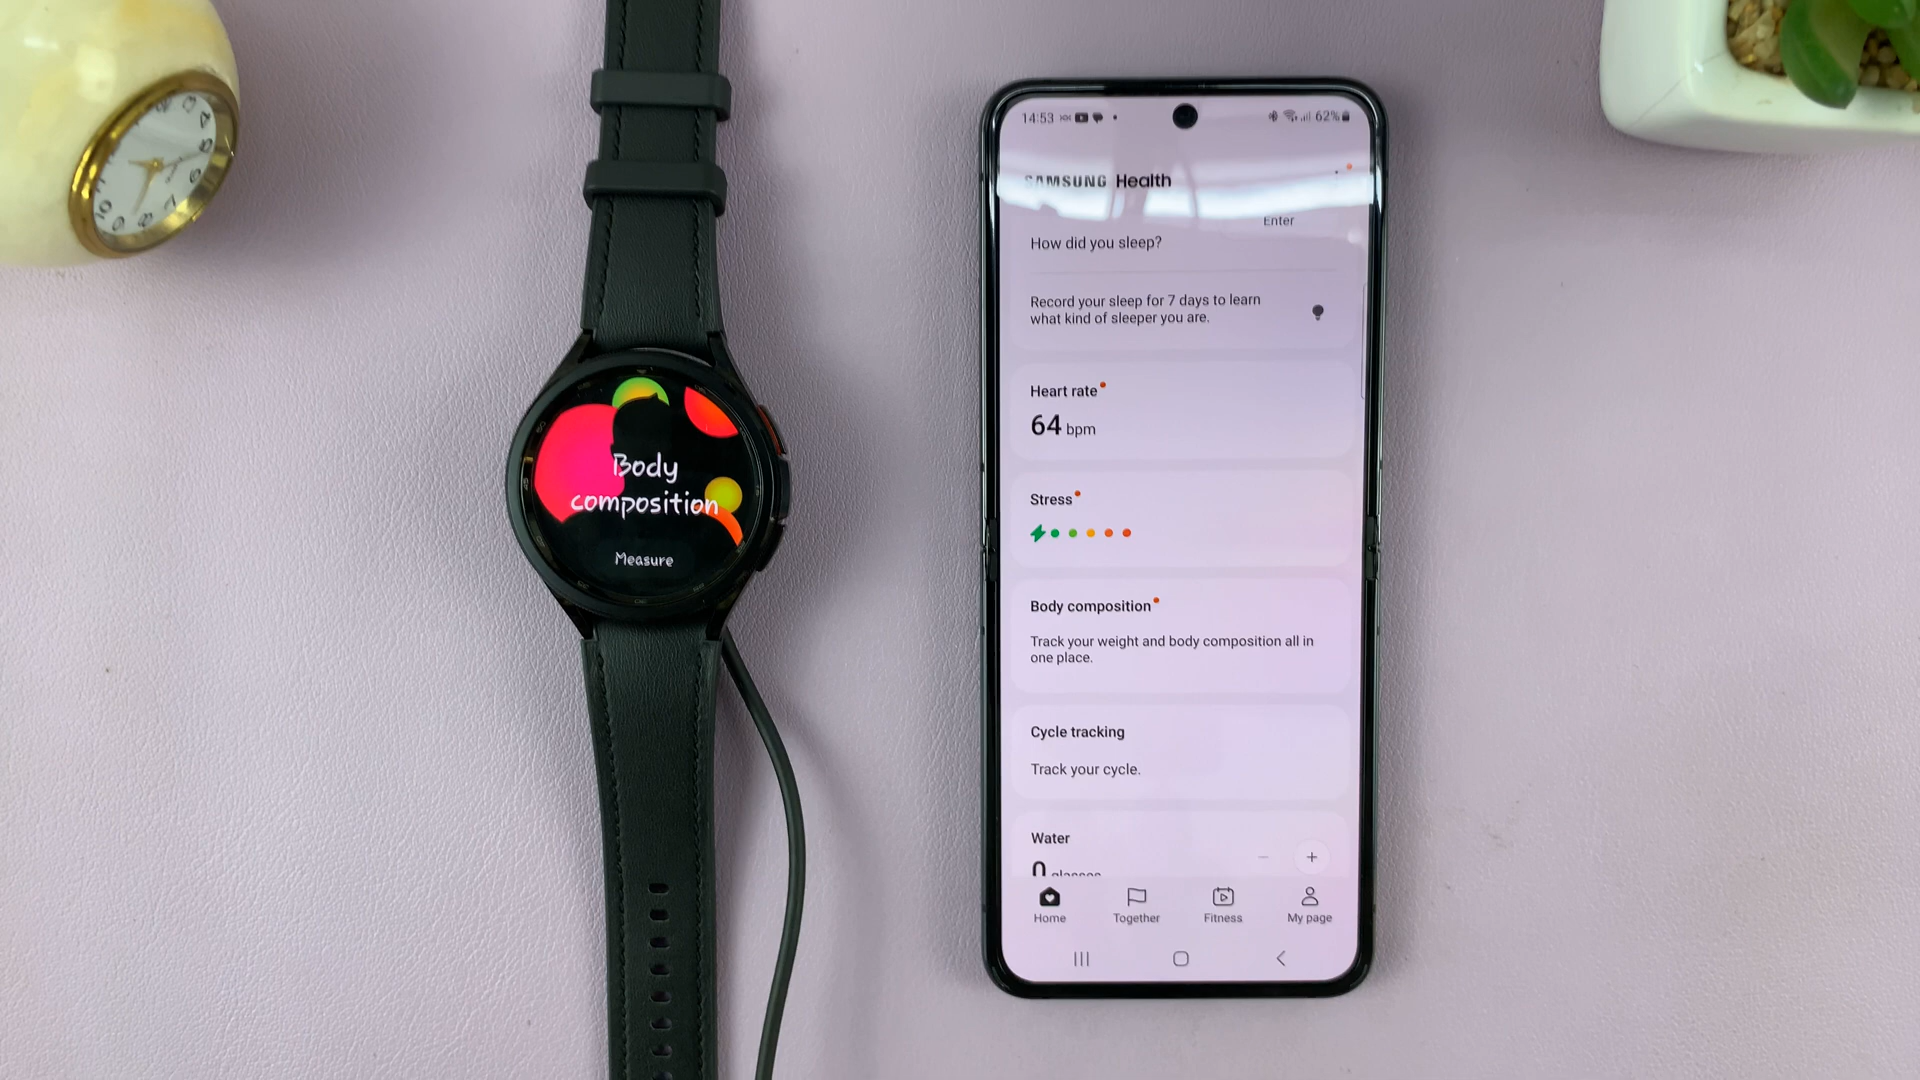 Body
composition
Measure
14:53
62%
SAMSUNG Health
Enter
How did you sleep?
Record your sleep for 7 days to learn
what kind of sleeper you are.
Heart rate
64 bpm
Stress
Body composition
Track your weight and body composition all in
one place.
Cycle tracking
Track your cycle.
Water
0 glasses
Home
Together
Fitness
My page